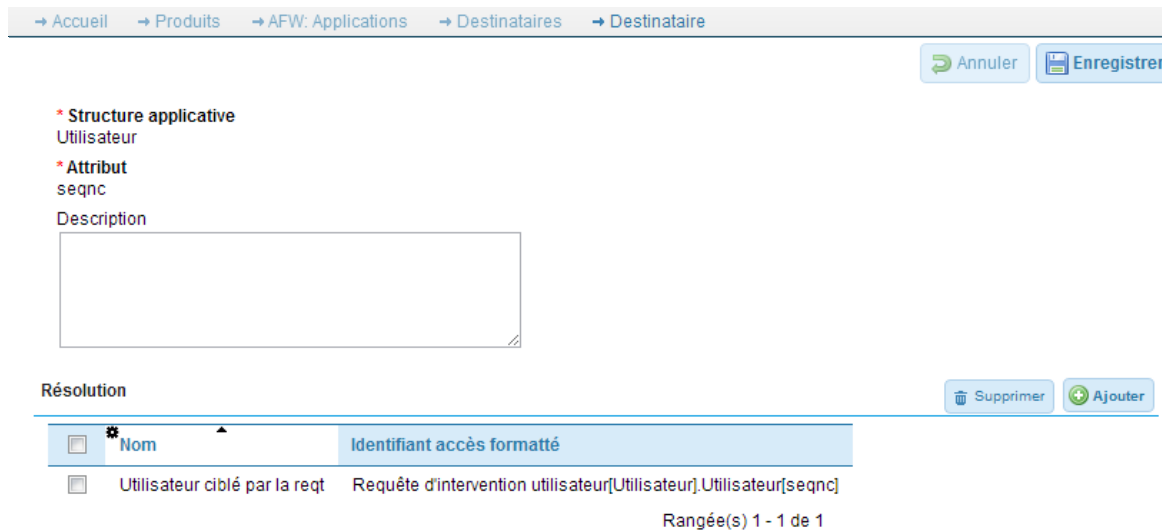 → Accueil → Produits → AFW: Applications → Destinataires → Destinataire
Annuler Enregistrer
* Structure applicative
Utilisateur
* Attribut
seqnc
Description
Résolution Supprimer Ajouter
Nom Identifiant accès formatté
Utilisateur ciblé par la reqt Requête d'intervention utilisateur[Utilisateur].Utilisateur[seqnc]
Rangée(s) 1 - 1 de 1